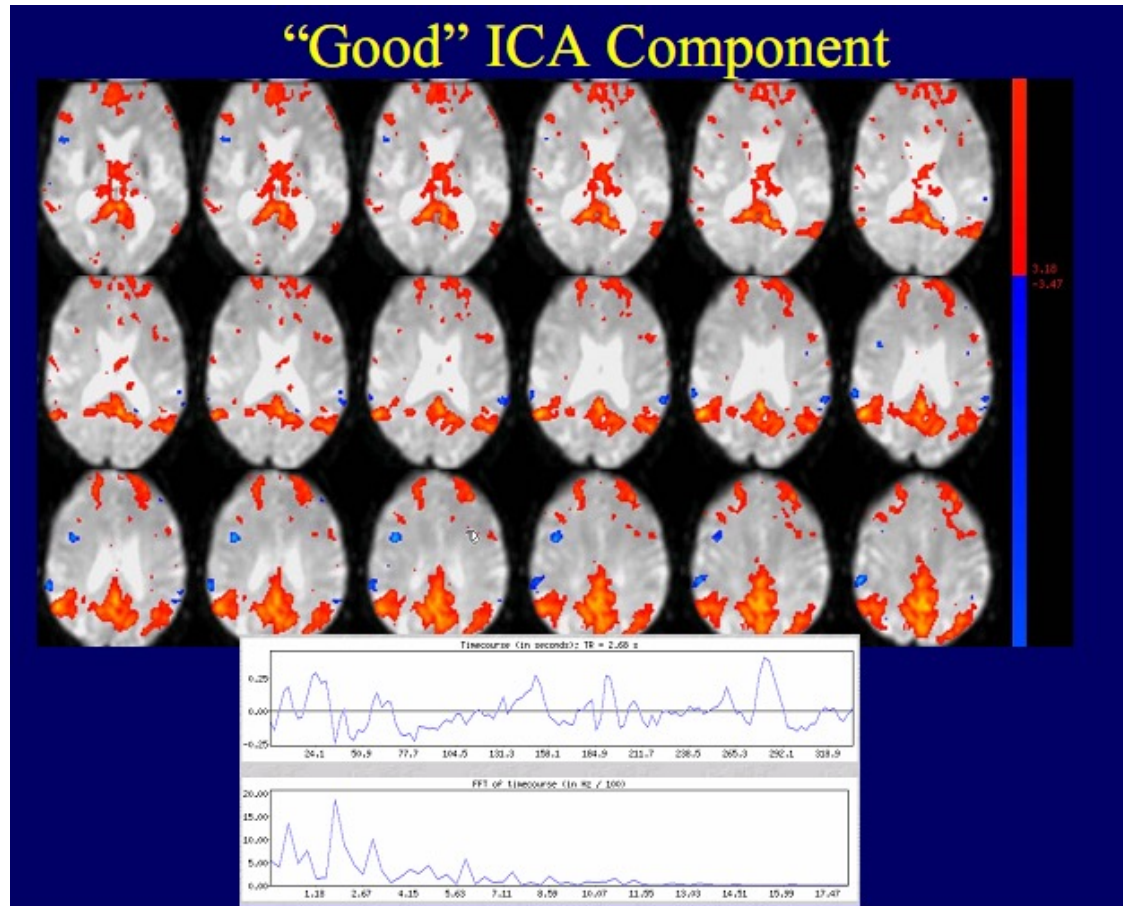 “Good” ICA Component
3.18
-3.47
Timecourse (in seconds); TR = 2.68 s
0.25
0.00
-0.25
24.1 50.9 77.7 104.5 131.3 158.1 184.9 211.7 238.5 265.3 292.1 318.9
FFT of timecourse (in Hz / 100)
20.00
15.00
10.00
5.00
0.00
1.18 2.67 4.15 5.63 7.11 8.59 10.07 11.55 13.03 14.51 15.99 17.47